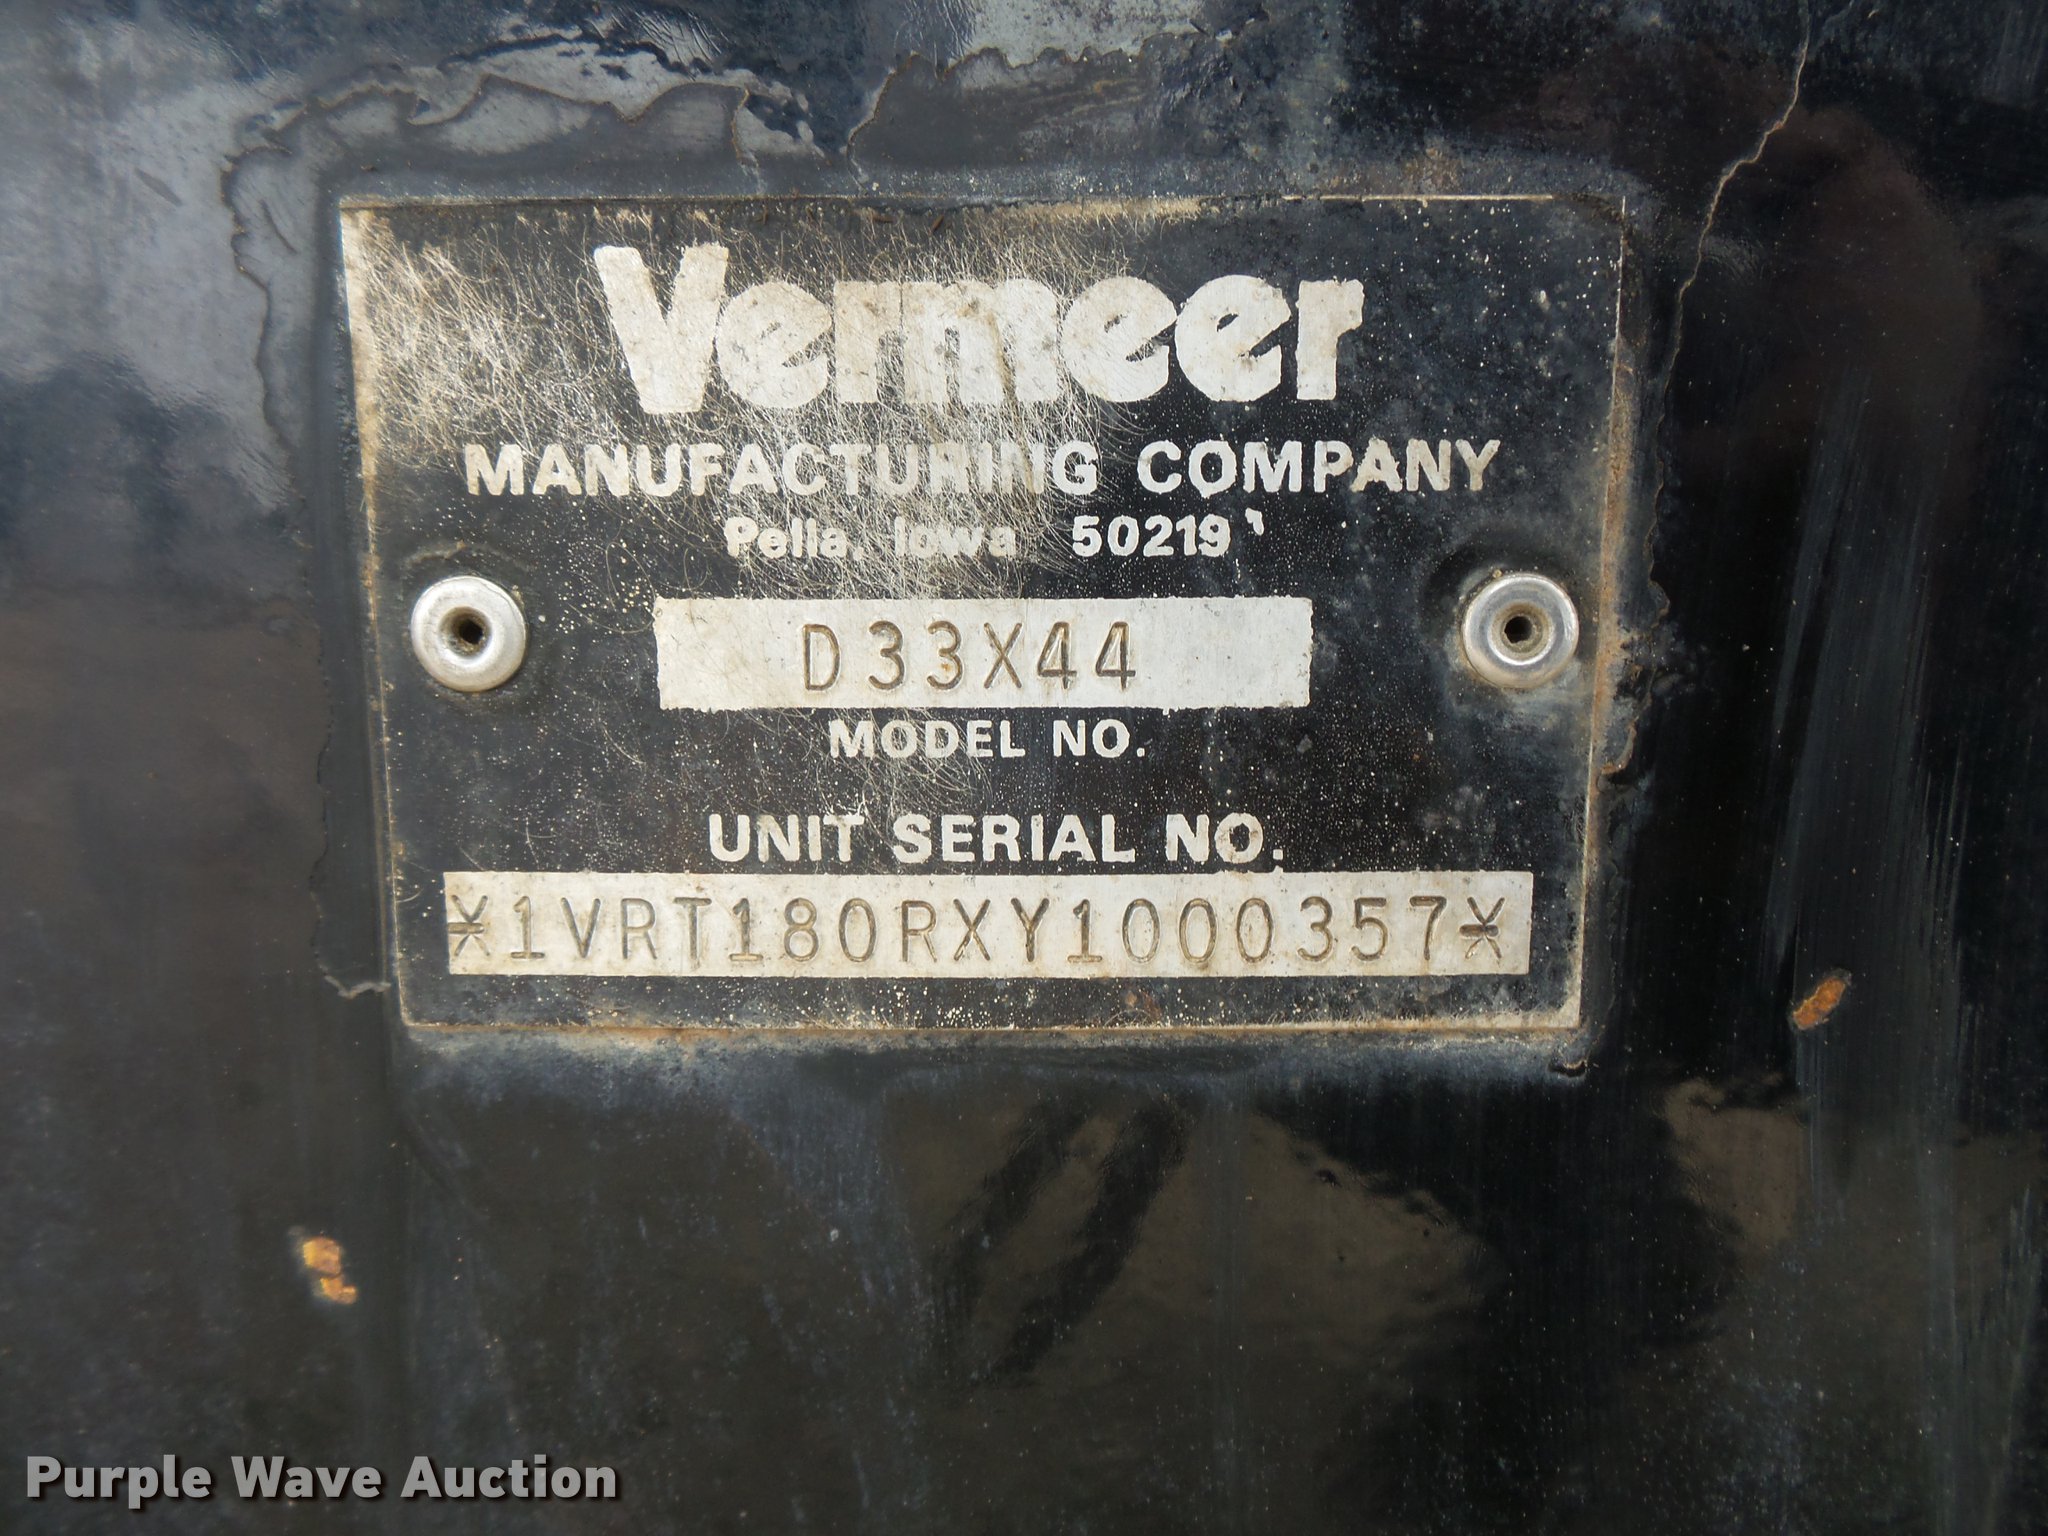 Vermeer
MANUFACTURING COMPANY
Pella, Iowa 50219
D33X44
MODEL NO.
UNIT SERIAL NO.
*1VRT180RXY1000357*
Purple Wave Auction